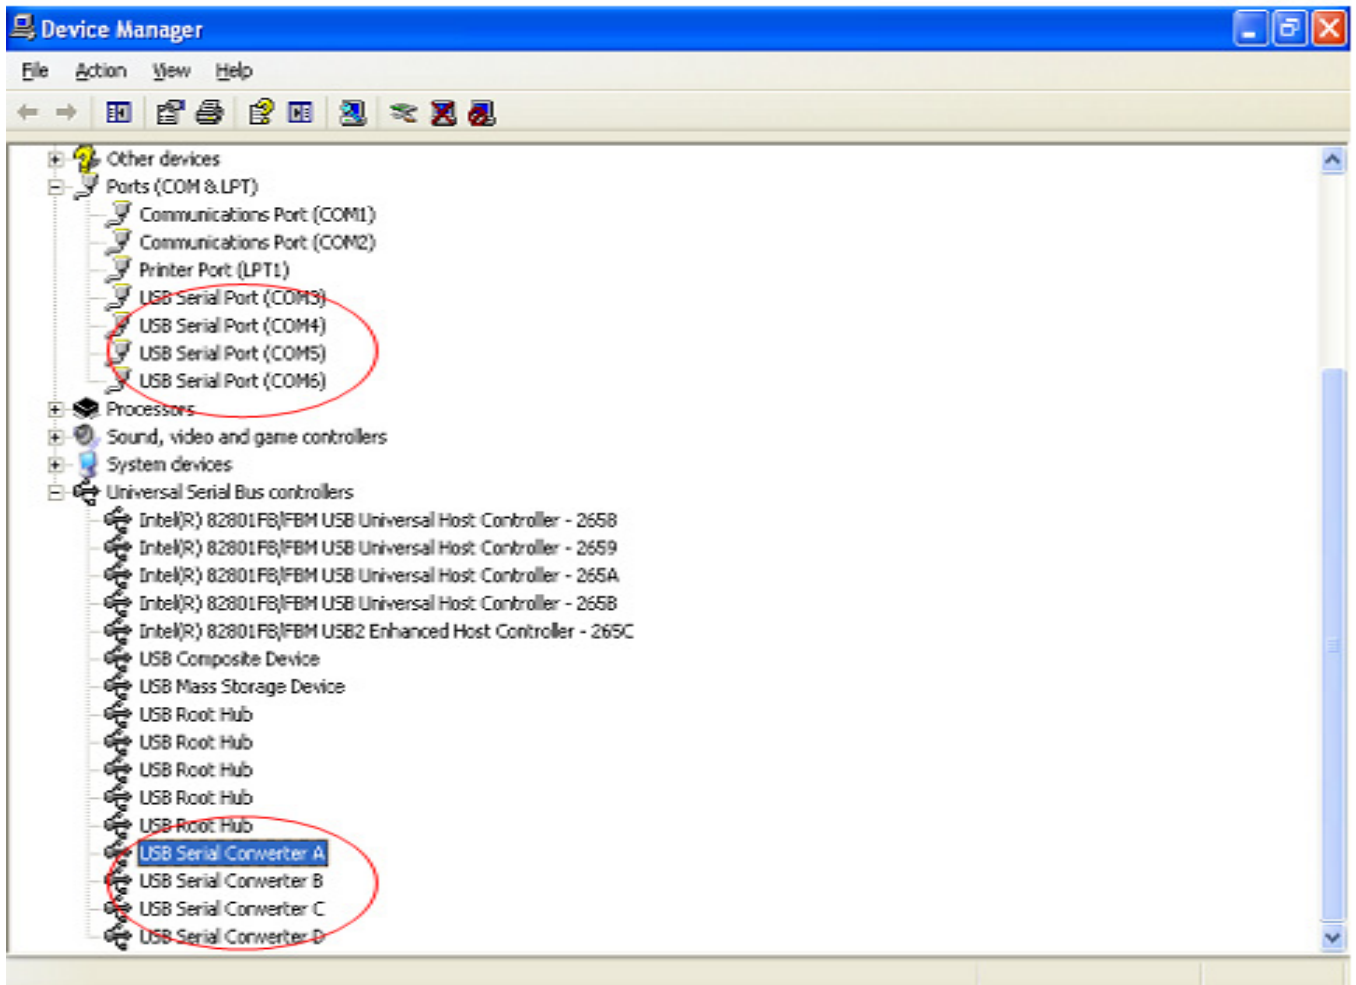 Device Manager
File Action View Help
Other devices
Ports (COM & LPT)
Communications Port (COM1)
Communications Port (COM2)
Printer Port (LPT1)
USB Serial Port (COM3)
USB Serial Port (COM4)
USB Serial Port (COM5)
USB Serial Port (COM6)
Processors
Sound, video and game controllers
System devices
Universal Serial Bus controllers
Intel(R) 82801FB/FBM USB Universal Host Controller - 2658
Intel(R) 82801FB/FBM USB Universal Host Controller - 2659
Intel(R) 82801FB/FBM USB Universal Host Controller - 265A
Intel(R) 82801FB/FBM USB Universal Host Controller - 265B
Intel(R) 82801FB/FBM USB2 Enhanced Host Controller - 265C
USB Composite Device
USB Mass Storage Device
USB Root Hub
USB Root Hub
USB Root Hub
USB Root Hub
USB Root Hub
USB Serial Converter A
USB Serial Converter B
USB Serial Converter C
USB Serial Converter D